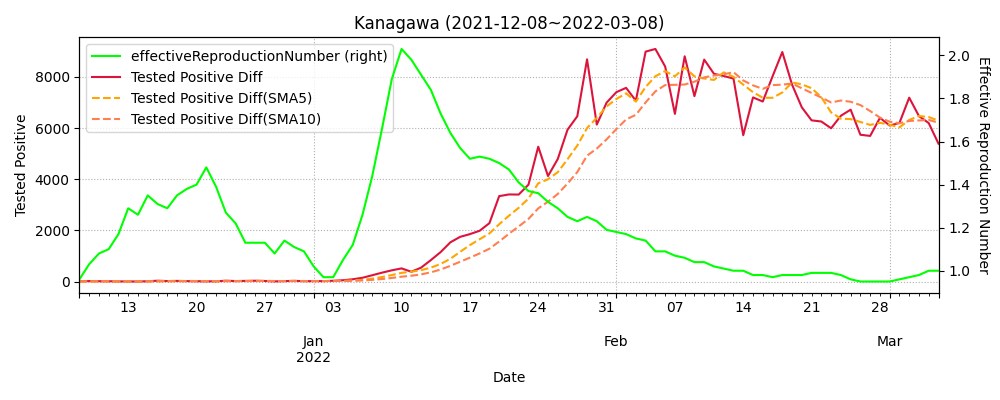 Kanagawa (2021-12-08~2022-03-08)
effectiveReproductionNumber (right)
Tested Positive Diff
Tested Positive Diff(SMA5)
Tested Positive Diff(SMA10)
Tested Positive
8000
6000
4000
2000
0
2.0
1.8
1.6
1.4
1.2
1.0
Effective Reproduction Number
13 20 27 03 10 17 24 31 07 14 21 28
Jan Feb Mar
2022
Date